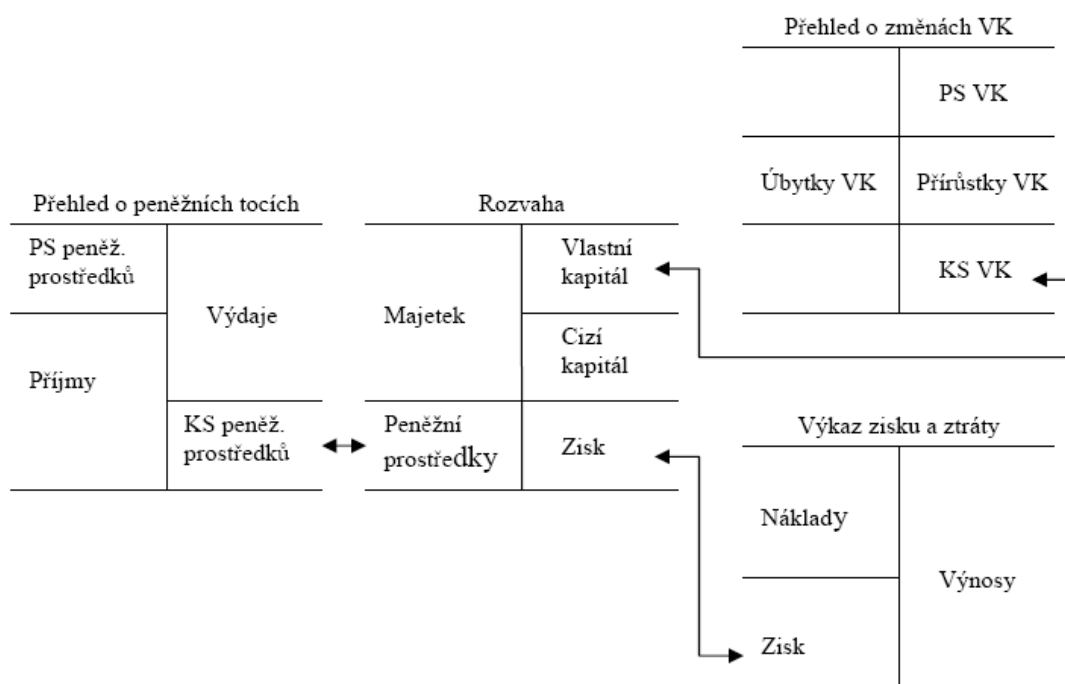 Přehled o změnách VK
PS VK
Úbytky VK
Přírůstky VK
KS VK
Přehled o peněžních tocích
PS peněž.
prostředků
Výdaje
Příjmy
KS peněž.
prostředků
Rozvaha
Majetek
Vlastní
kapitál
Cizí
kapitál
Peněžní
prostředky
Zisk
Výkaz zisku a ztráty
Náklady
Výnosy
Zisk